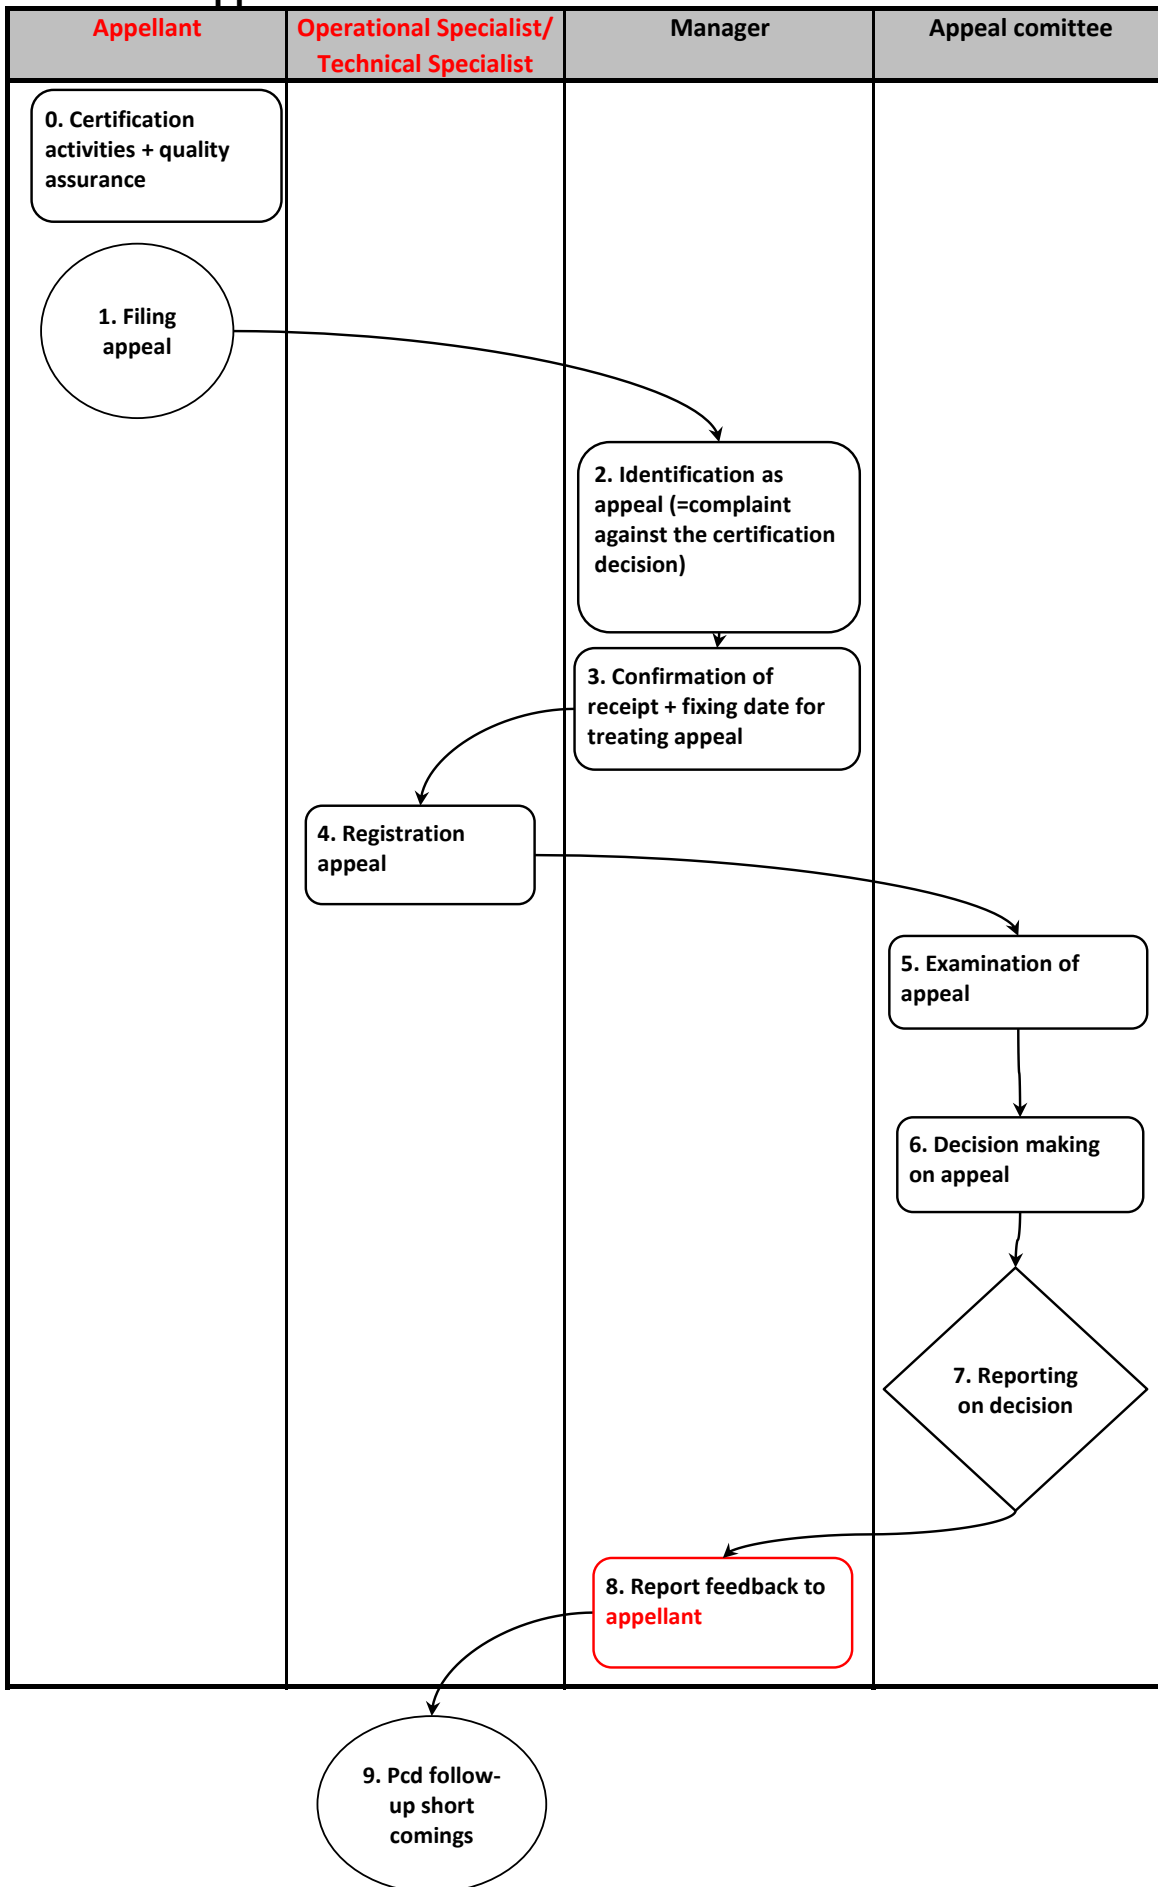 Appellant
Operational Specialist/
Technical Specialist
Manager
Appeal comittee
0. Certification
activities + quality
assurance
1. Filing
appeal
2. Identification as
appeal (=complaint
against the certification
decision)
3. Confirmation of
receipt + fixing date for
treating appeal
4. Registration
appeal
5. Examination of
appeal
6. Decision making
on appeal
7. Reporting
on decision
8. Report feedback to
appellant
9. Pcd follow-
up short
comings